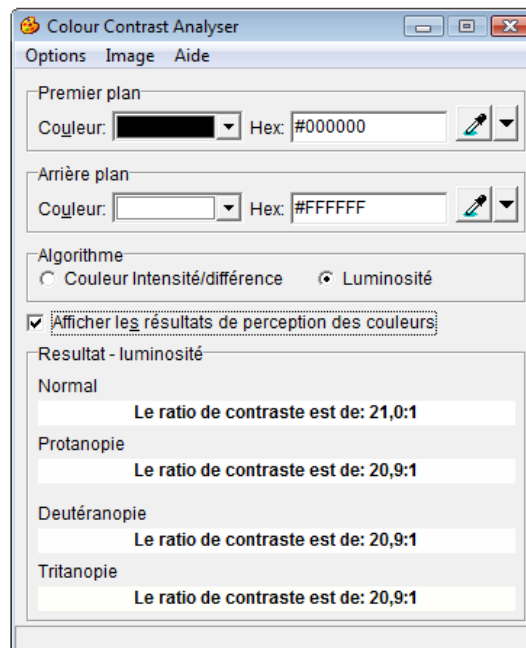 Colour Contrast Analyser
Options Image Aide
Premier plan
Couleur: Hex: #000000
Arrière plan
Couleur: Hex: #FFFFFF
Algorithme
Couleur Intensité/différence Luminosité
Afficher les résultats de perception des couleurs
Resultat - luminosité
Normal
Le ratio de contraste est de: 21,0:1
Protanopie
Le ratio de contraste est de: 20,9:1
Deutéranopie
Le ratio de contraste est de: 20,9:1
Tritanopie
Le ratio de contraste est de: 20,9:1